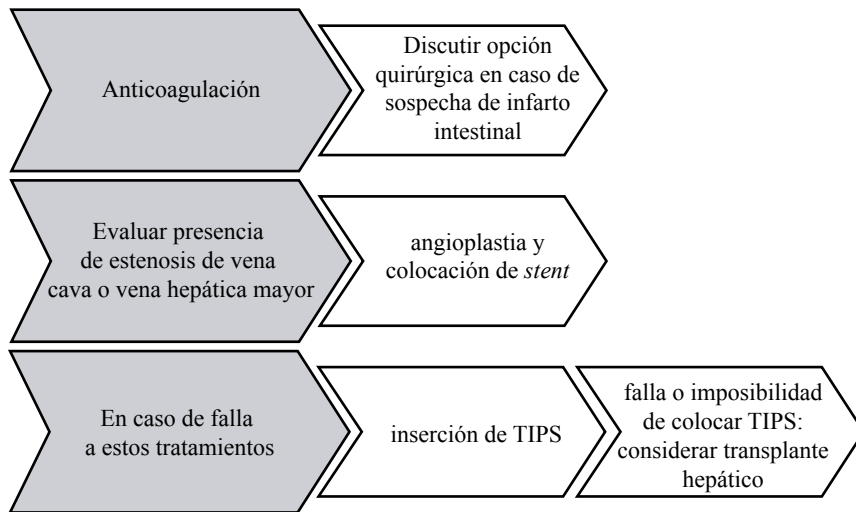 Anticoagulación
Discutir opción
quirúrgica en caso de
sospecha de infarto
intestinal
Evaluar presencia
de estenosis de vena
cava o vena hepática mayor
angioplastia y
colocación de stent
En caso de falla
a estos tratamientos
inserción de TIPS
falla o imposibilidad
de colocar TIPS:
considerar transplante
hepático